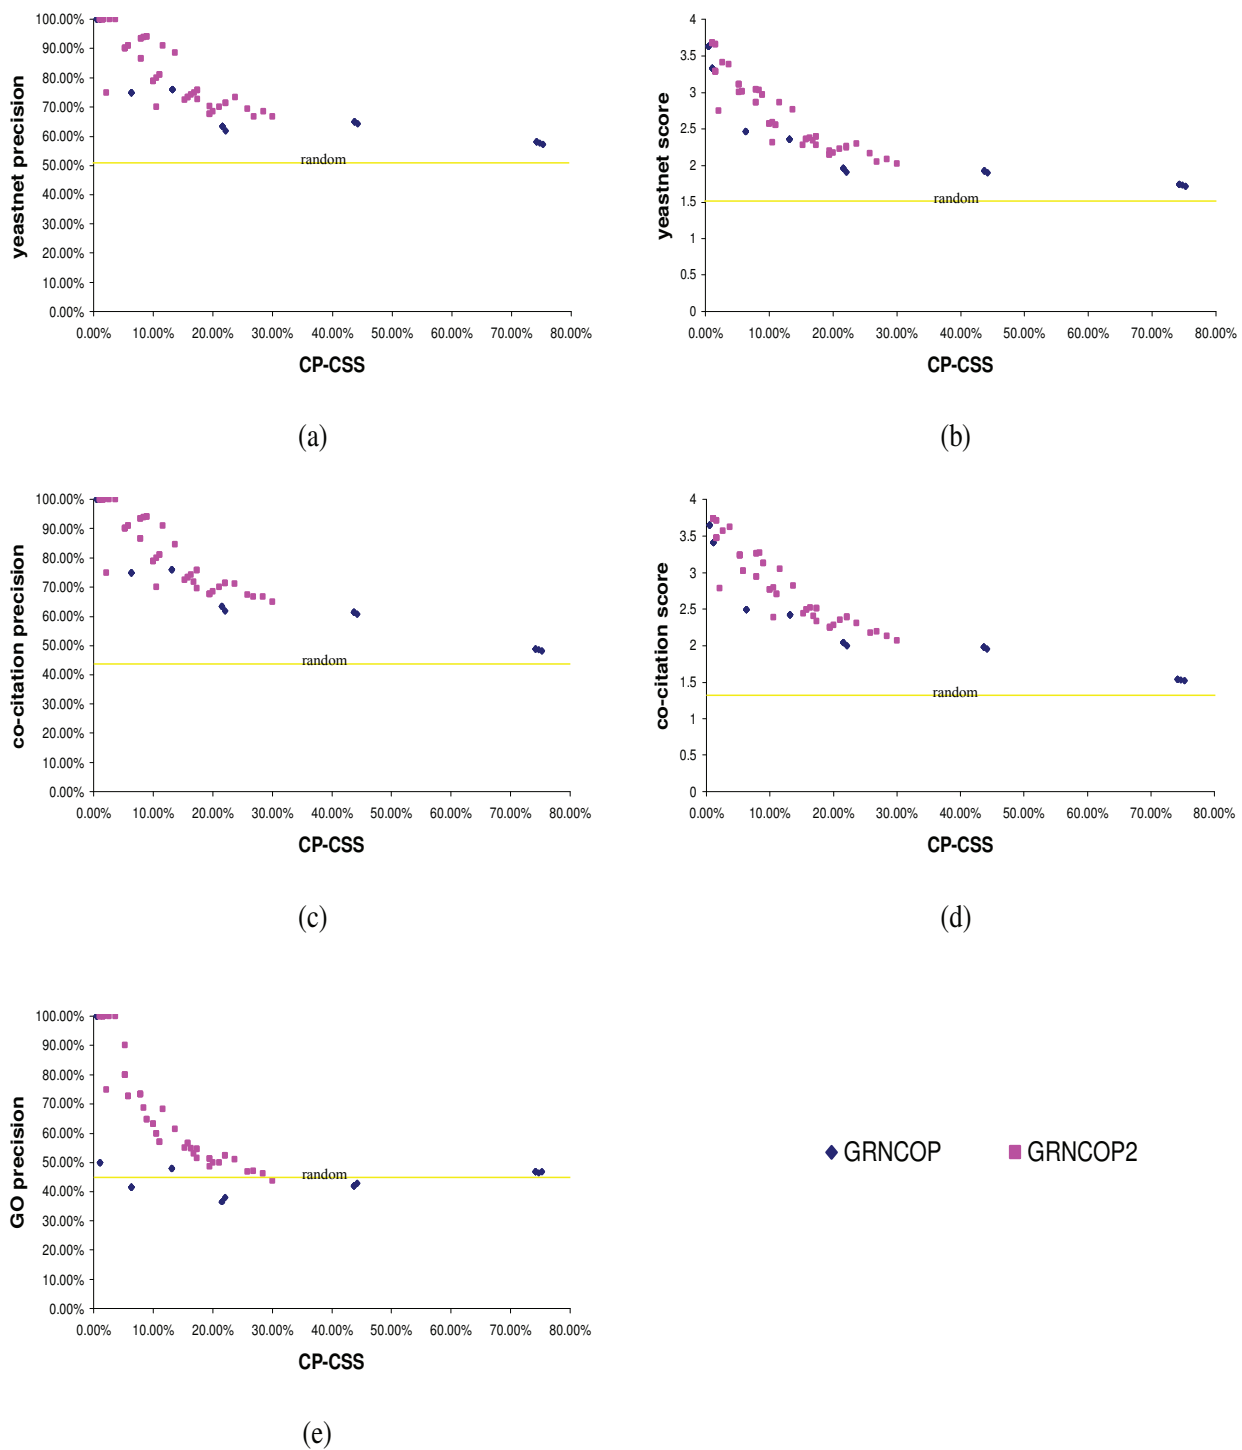 100.00%
90.00%
80.00%
70.00%
60.00%
50.00%
40.00%
30.00%
20.00%
10.00%
0.00%
yeastnet precision
random
0.00% 10.00% 20.00% 30.00% 40.00% 50.00% 60.00% 70.00% 80.00%
CP-CSS
(a)
4
3.5
3
2.5
2
1.5
1
0.5
0
yeastnet score
random
0.00% 10.00% 20.00% 30.00% 40.00% 50.00% 60.00% 70.00% 80.00%
CP-CSS
(b)
100.00%
90.00%
80.00%
70.00%
60.00%
50.00%
40.00%
30.00%
20.00%
10.00%
0.00%
co-citation precision
random
0.00% 10.00% 20.00% 30.00% 40.00% 50.00% 60.00% 70.00% 80.00%
CP-CSS
(c)
4
3.5
3
2.5
2
1.5
1
0.5
0
co-citation score
random
0.00% 10.00% 20.00% 30.00% 40.00% 50.00% 60.00% 70.00% 80.00%
CP-CSS
(d)
100.00%
90.00%
80.00%
70.00%
60.00%
50.00%
40.00%
30.00%
20.00%
10.00%
0.00%
GO precision
random
0.00% 10.00% 20.00% 30.00% 40.00% 50.00% 60.00% 70.00% 80.00%
CP-CSS
(e)
GRNCOP GRNCOP2